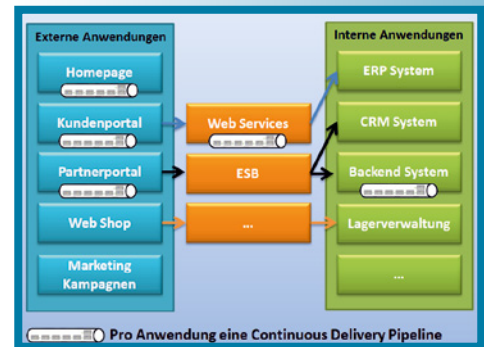 Externe Anwendungen
Homepage
Kundenportal
Partnerportal
Web Shop
Marketing
Kampagnen
Web Services
ESB
...
Interne Anwendungen
ERP System
CRM System
Backend System
Lagerverwaltung
...
Pro Anwendung eine Continuous Delivery Pipeline